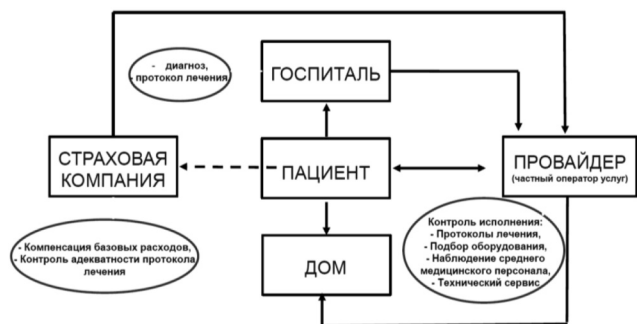 - диагноз,
- протокол лечения
ГОСПИТАЛЬ
СТРАХОВАЯ
КОМПАНИЯ
ПАЦИЕНТ
ПРОВАЙДЕР
(частный оператор услуг)
- Компенсация базовых расходов,
- Контроль адекватности протокола
лечения
ДОМ
Контроль исполнения:
- Протоколы лечения,
- Подбор оборудования,
- Наблюдение среднего
медицинского персонала,
- Технический сервис